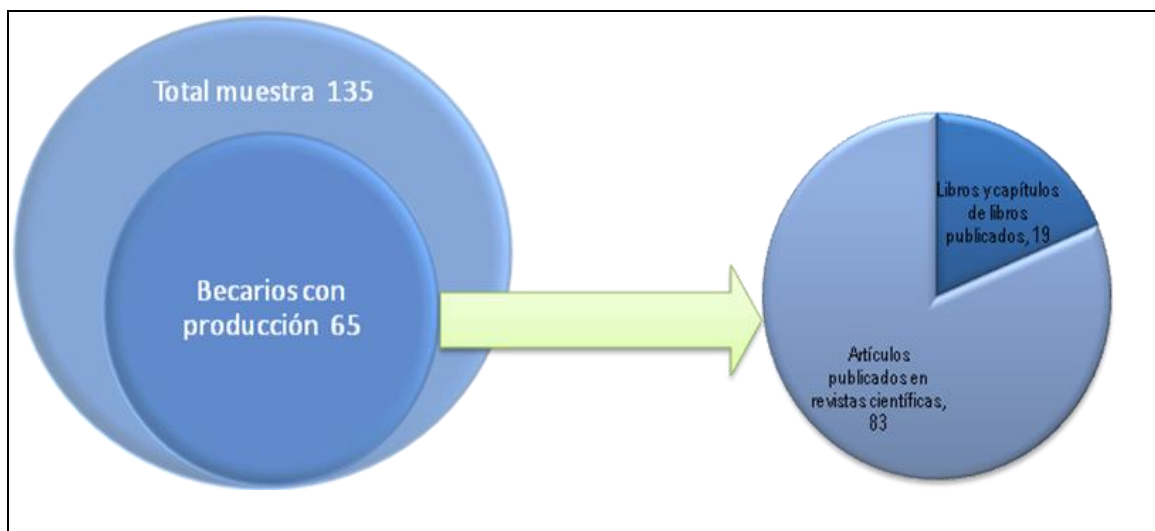 Total muestra 135
Becarios con
producción 65
Libros y capítulos
de libros
publicados, 19
Artículos
publicados en
revistas científicas,
83